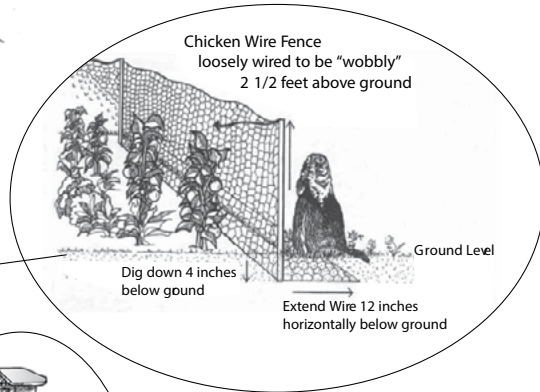 Chicken Wire Fence
loosely wired to be “wobbly”
2 1/2 feet above ground
Ground Level
Dig down 4 inches
below ground
Extend Wire 12 inches
horizontally below ground